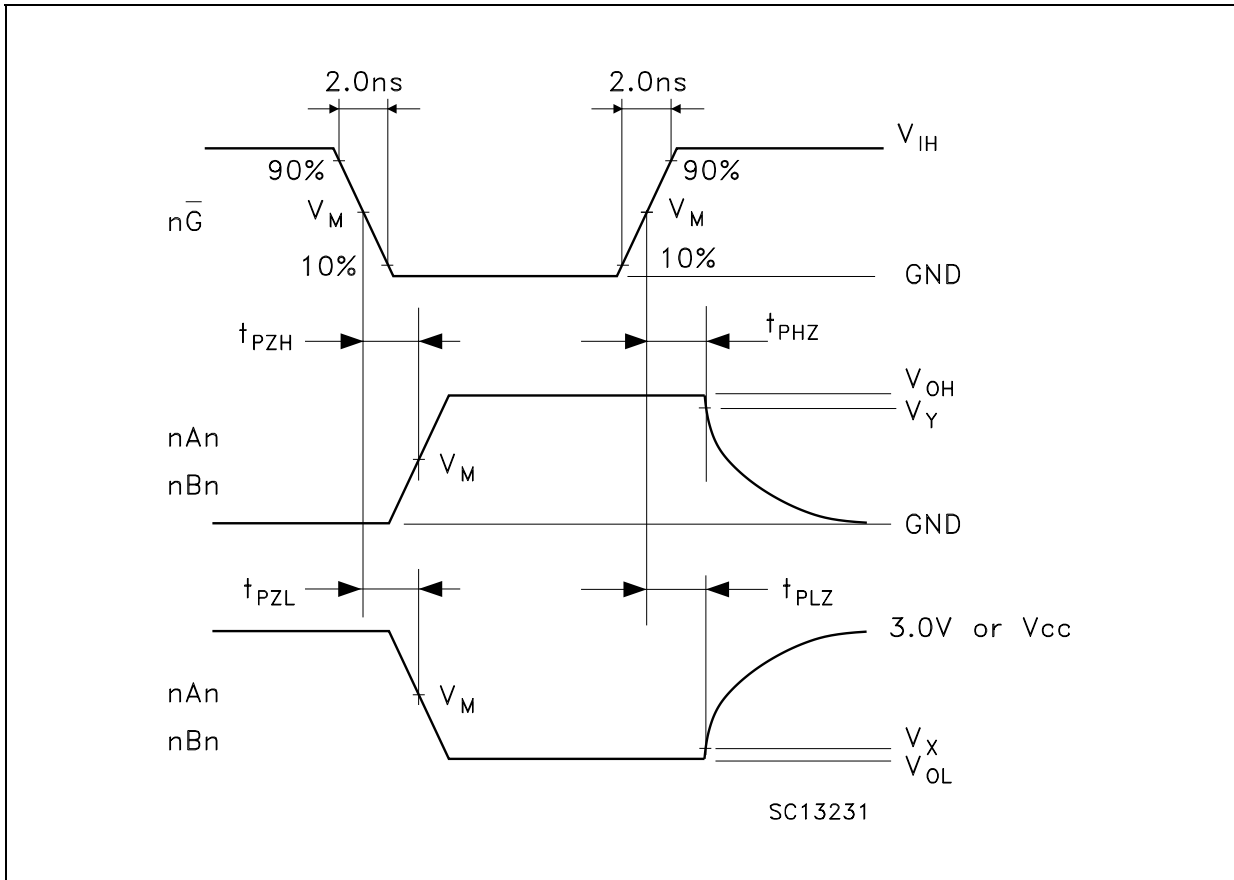 2.0ns 2.0ns
V_IH
90% 90%
nG̅ V_M V_M
10% 10%
GND
t_PZH t_PHZ
V_OH
V_Y
nAn
V_M
nBn
GND
t_PZL t_PLZ
3.0V or Vcc
nAn V_M
nBn V_X
V_OL
SC13231